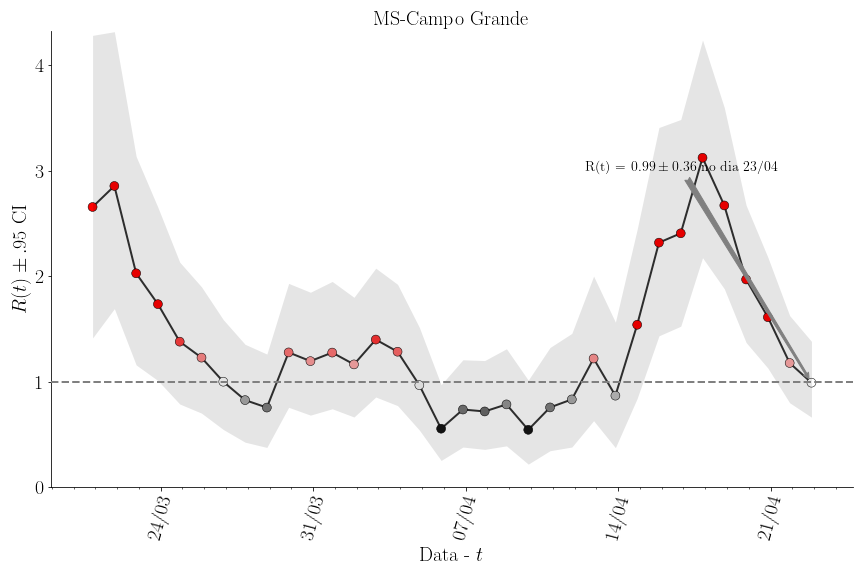 MS-Campo Grande
R(t) ± .95 CI
4
3
2
1
0
R(t) = 0.99 ± 0.36 no dia 23/04
24/03
31/03
07/04
14/04
21/04
Data - t